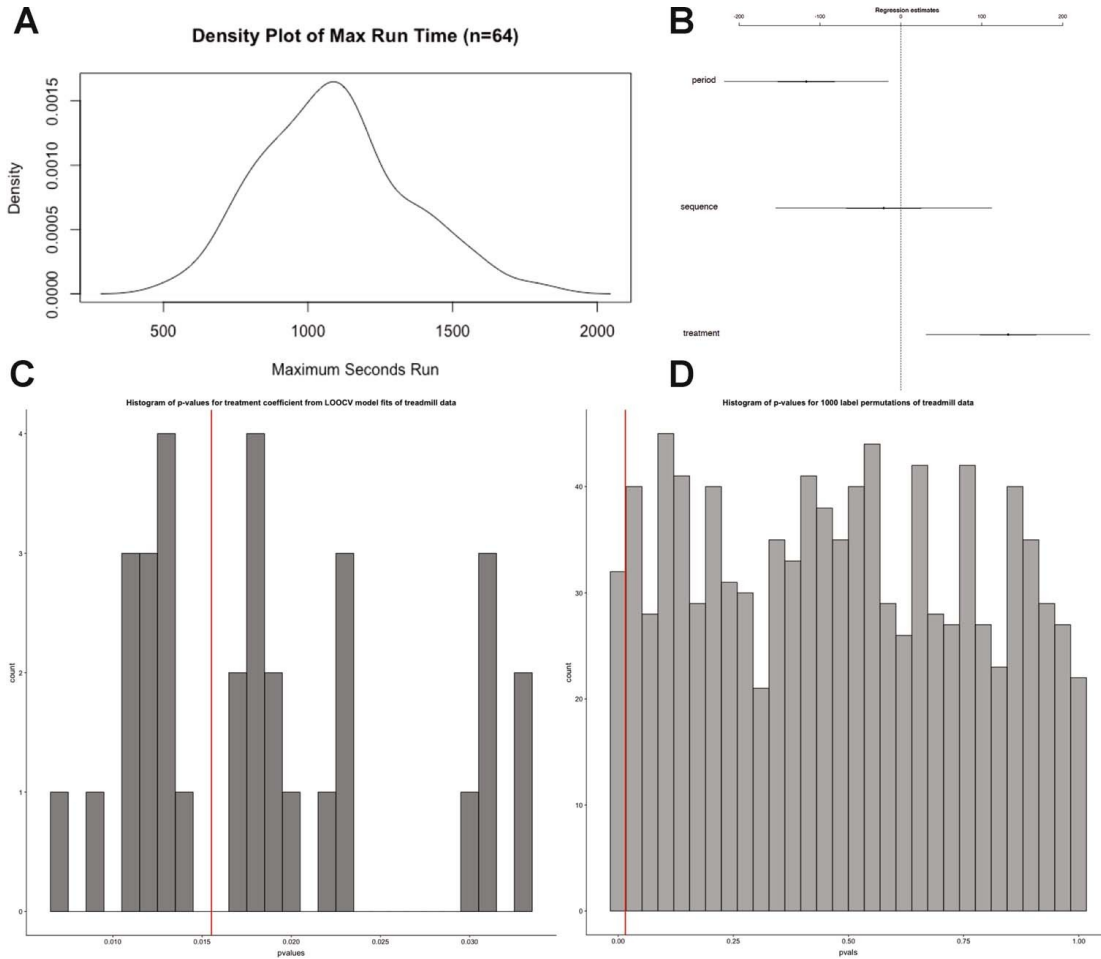 A
Density Plot of Max Run Time (n=64)
Density
0.0000 0.0005 0.0010 0.0015
500 1000 1500 2000
Maximum Seconds Run
B
Regression estimates
-200 -100 0 100 200
period
sequence
treatment
C
Histogram of p-values for treatment coefficient from LOOCV model fits of treadmill data
count
4
3
2
1
0
0.010 0.015 0.020 0.025 0.030
pvalues
D
Histogram of p-values for 1000 label permutations of treadmill data
count
40
30
20
10
0
0.00 0.25 0.50 0.75 1.00
pvals